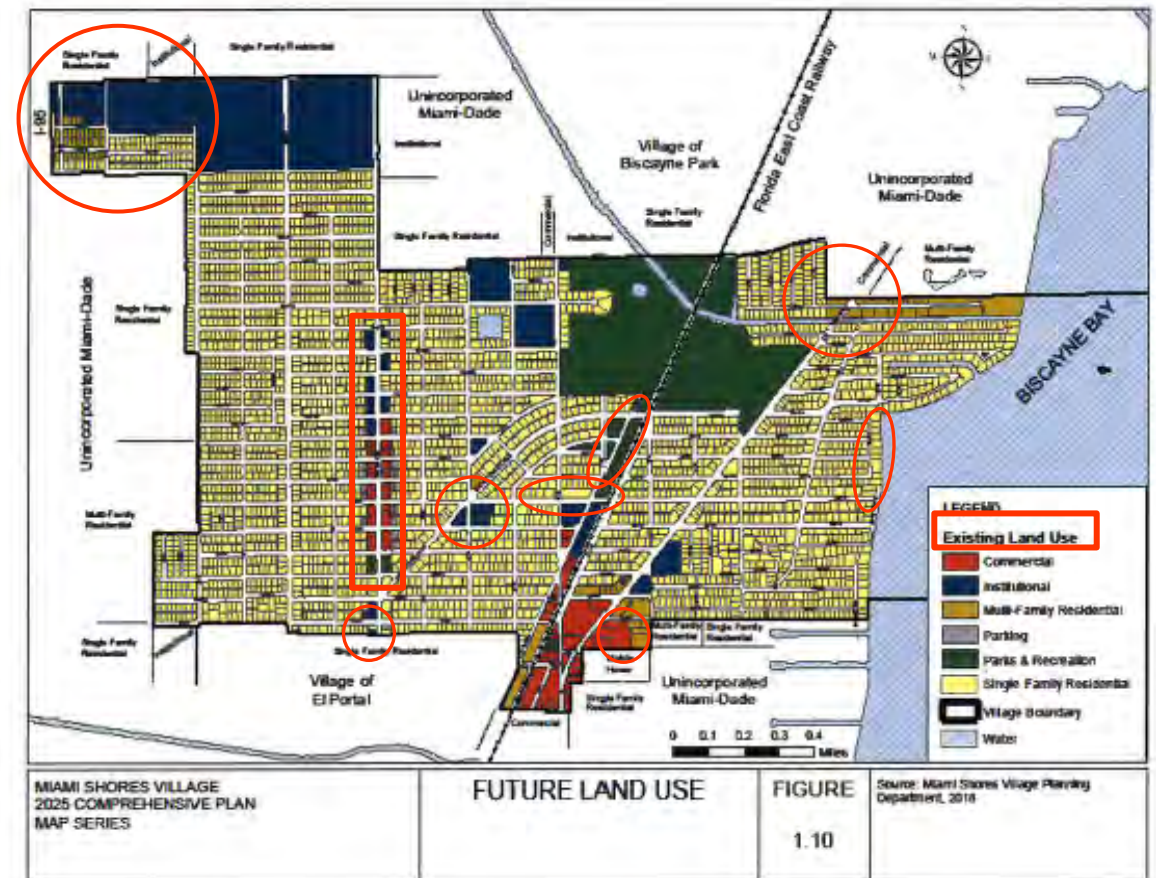 Single Family
Residential
Institutional
Single Family Residential
I-95
Unincorporated
Miami-Dade
Institutional
Florida East Coast Railway
Village of
Biscayne Park
Unincorporated
Miami-Dade
Single Family
Residential
Commercial
Institutional
Single Family Residential
Commercial
Multi-Family
Residential
Unincorporated Miami-Dade
Single Family
Residential
BISCAYNE BAY
Multi-Family
Residential
Single Family
Residential
Single Family Residential
Village of
El Portal
Multi-Family
Residential
Single Family
Residential
Single Family
Residential
Unincorporated
Miami-Dade
Commercial
0 0.1 0.2 0.3 0.4
Miles
LEGEND
Existing Land Use
Commercial
Institutional
Multi-Family Residential
Parking
Parks & Recreation
Single Family Residential
Village Boundary
Water
MIAMI SHORES VILLAGE
2025 COMPREHENSIVE PLAN
MAP SERIES
FUTURE LAND USE
FIGURE
1.10
Source: Miami Shores Village Planning
Department, 2018